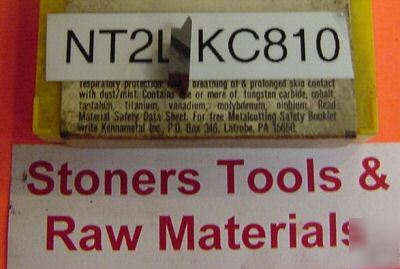 NT2L KC810
respiratory protection. breathing of & prolonged skin contact
with dust/mist. Contains one or more of: tungsten carbide, cobalt,
tantalum, titanium, vanadium, molybdenum, niobium. Read
Material Safety Data Sheet. For free Metalcutting Safety Booklet
write Kennametal Inc., P.O. Box 346, Latrobe, PA 15650.
Stoners Tools &
Raw Materials